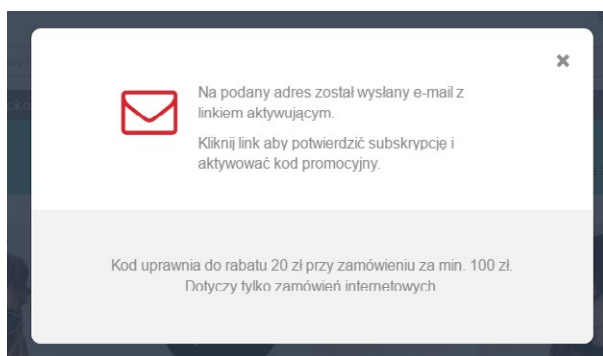 Na podany adres został wysłany e-mail z
linkiem aktywującym.
Kliknij link aby potwierdzić subskrypcję i
aktywować kod promocyjny.
Kod uprawnia do rabatu 20 zł przy zamówieniu za min. 100 zł.
Dotyczy tylko zamówień internetowych